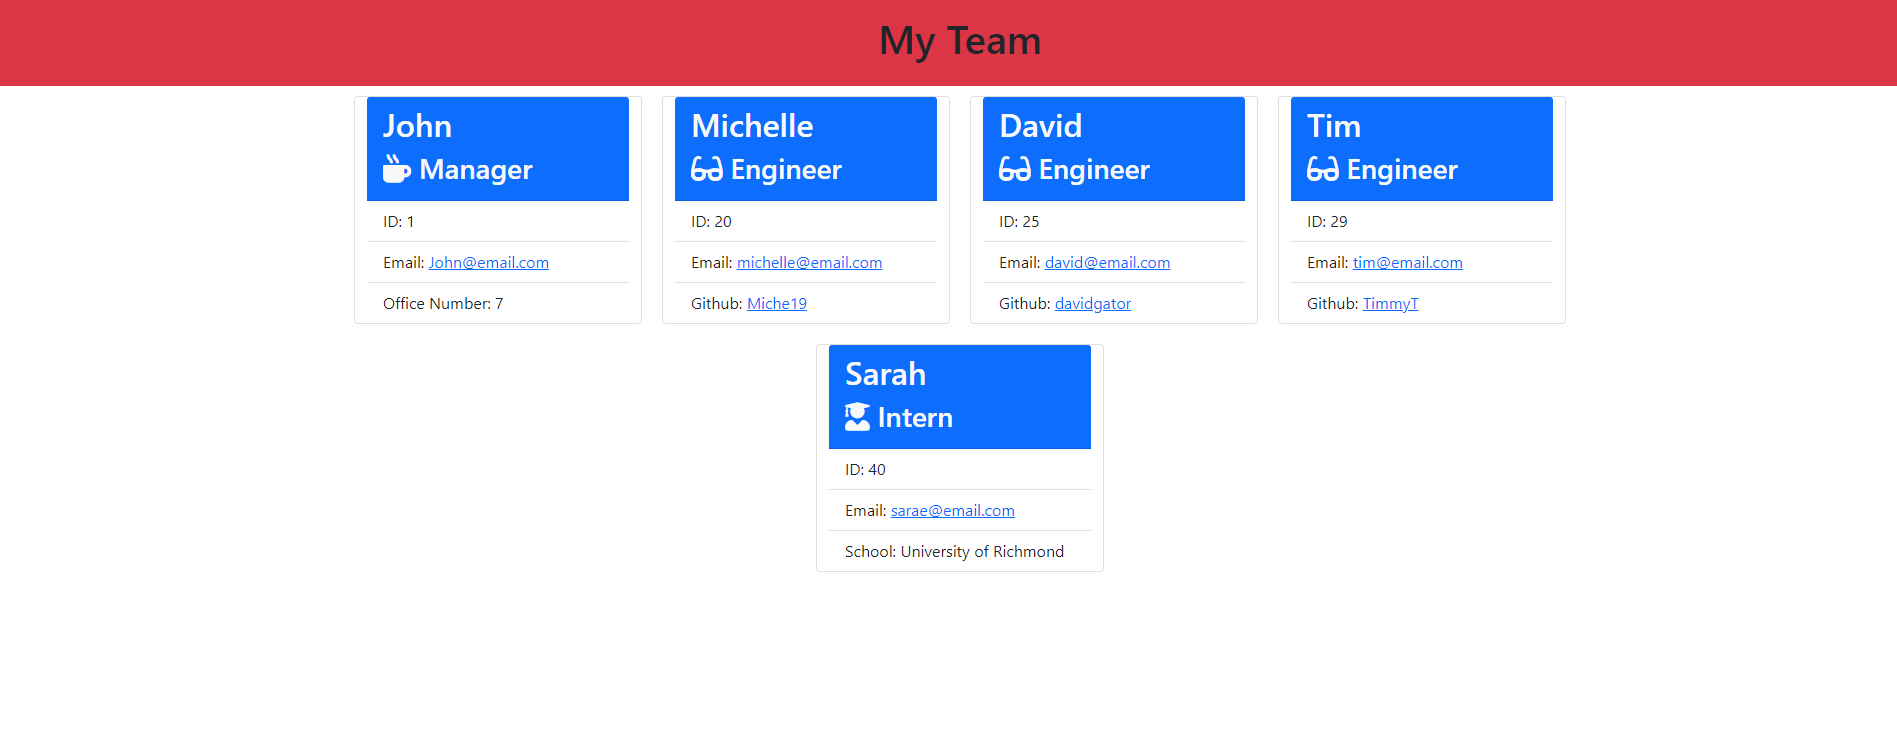 My Team
John
Manager
ID: 1
Email: John@email.com
Office Number: 7
Michelle
Engineer
ID: 20
Email: michelle@email.com
Github: Miche19
David
Engineer
ID: 25
Email: david@email.com
Github: davidgator
Tim
Engineer
ID: 29
Email: tim@email.com
Github: TimmyT
Sarah
Intern
ID: 40
Email: sarae@email.com
School: University of Richmond